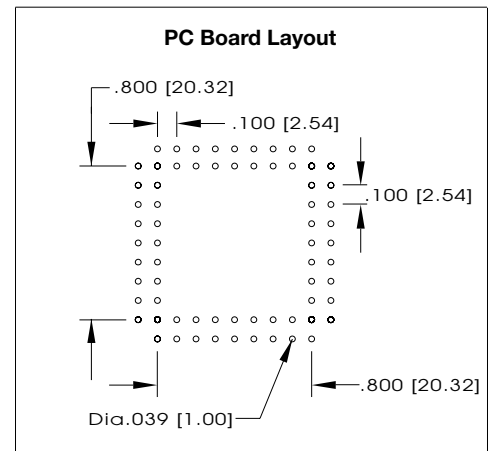 PC Board Layout
.800 [20.32]
.100 [2.54]
.100 [2.54]
.800 [20.32]
Dia.039 [1.00]